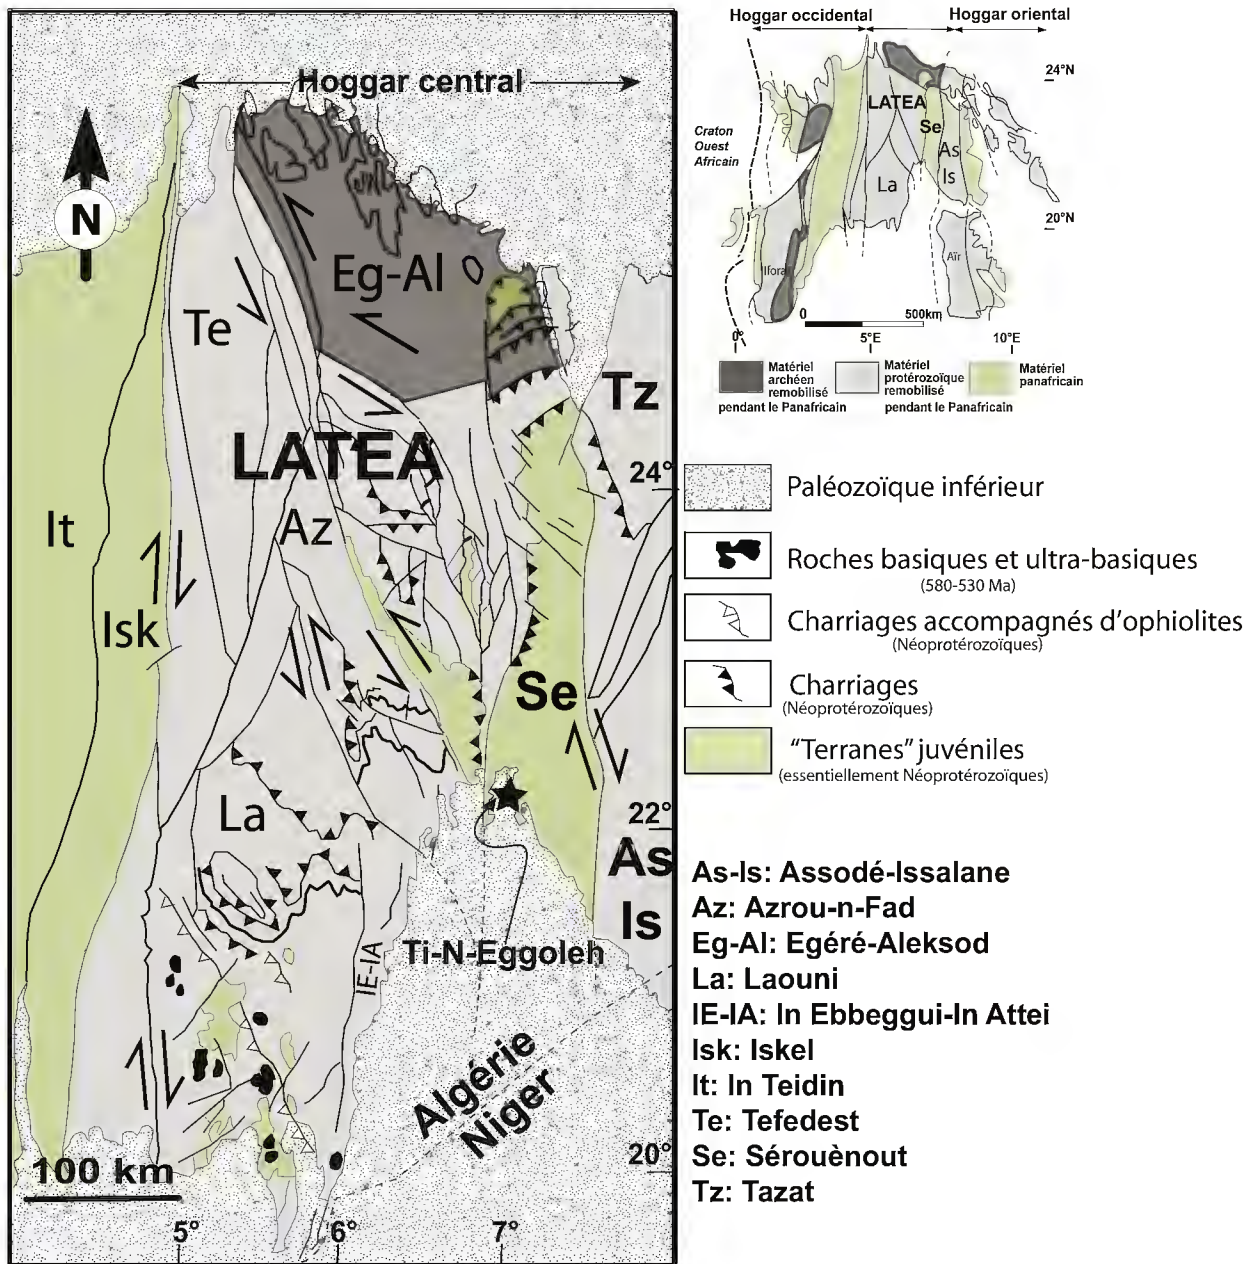 Hoggar central
N
Eg-Al
Te
Tz
LATEA
24°
Az
It
Isk
Se
La
22°
As
Is
IE-IA
Ti-N-Eggoleh
Algérie
Niger
20°
100 km
5°
6°
7°
Hoggar occidental
Hoggar oriental
24°N
LATEA
Se
Craton
Ouest
Africain
As
Is
La
20°N
Aïr
Iforas
0
500km
0°
5°E
10°E
Matériel
archéen
remobilisé
pendant le Panafricain
Matériel
protérozoïque
remobilisé
pendant le Panafricain
Matériel
panafricain
Paléozoïque inférieur
Roches basiques et ultra-basiques
(580-530 Ma)
Charriages accompagnés d’ophiolites
(Néoprotérozoïques)
Charriages
(Néoprotérozoïques)
“Terranes” juvéniles
(essentiellement Néoprotérozoïques)
As-Is: Assodé-Issalane
Az: Azrou-n-Fad
Eg-Al: Egéré-Aleksod
La: Laouni
IE-IA: In Ebbeggui-In Attei
Isk: Iskel
It: In Teidin
Te: Tefedest
Se: Sérouènout
Tz: Tazat